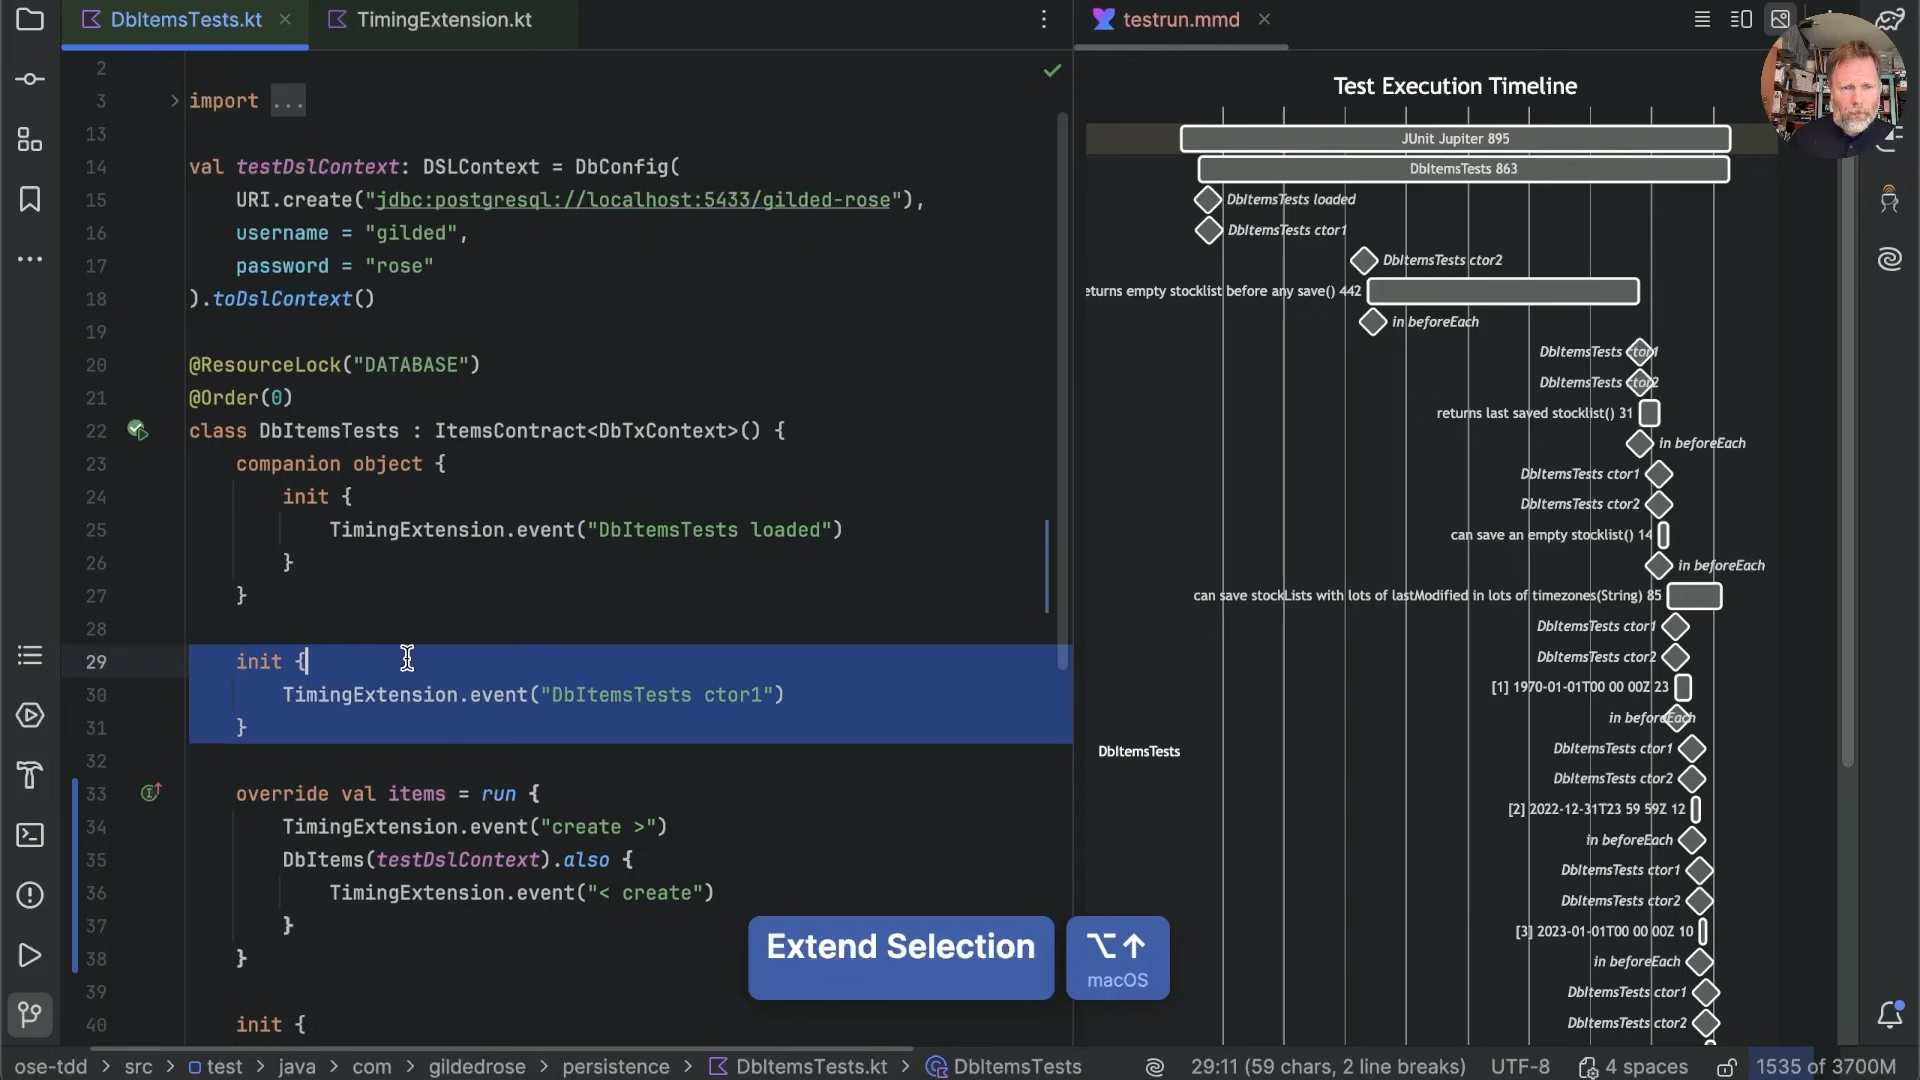 DbItemsTests.kt
TimingExtension.kt
testrun.mmd
2
3 import ...
13
14 val testDslContext: DSLContext = DbConfig(
15 URI.create("jdbc:postgresql://localhost:5433/gilded-rose"),
16 username = "gilded",
17 password = "rose"
18 ).toDslContext()
19
20 @ResourceLock("DATABASE")
21 @Order(0)
22 class DbItemsTests : ItemsContract<DbTxContext>() {
23 companion object {
24 init {
25 TimingExtension.event("DbItemsTests loaded")
26 }
27 }
28
29 init {
30 TimingExtension.event("DbItemsTests ctor1")
31 }
32
33 override val items = run {
34 TimingExtension.event("create >")
35 DbItems(testDslContext).also {
36 TimingExtension.event("< create")
37 }
38 }
39
40 init {
Extend Selection
⌥↑
macOS
Test Execution Timeline
JUnit Jupiter 895
DbItemsTests 863
DbItemsTests loaded
DbItemsTests ctor1
DbItemsTests ctor2
eturns empty stocklist before any save() 442
in beforeEach
DbItemsTests ctor1
DbItemsTests ctor2
returns last saved stocklist() 31
in beforeEach
DbItemsTests ctor1
DbItemsTests ctor2
can save an empty stocklist() 14
in beforeEach
can save stockLists with lots of lastModified in lots of timezones(String) 85
DbItemsTests ctor1
DbItemsTests ctor2
[1] 1970-01-01T00 00 00Z 23
in beforeEach
DbItemsTests ctor1
DbItemsTests
DbItemsTests ctor2
[2] 2022-12-31T23 59 59Z 12
in beforeEach
DbItemsTests ctor1
DbItemsTests ctor2
[3] 2023-01-01T00 00 00Z 10
in beforeEach
DbItemsTests ctor1
DbItemsTests ctor2
ose-tdd > src > test > java > com > gildedrose > persistence > DbItemsTests.kt > DbItemsTests
29:11 (59 chars, 2 line breaks) UTF-8 4 spaces 1535 of 3700M